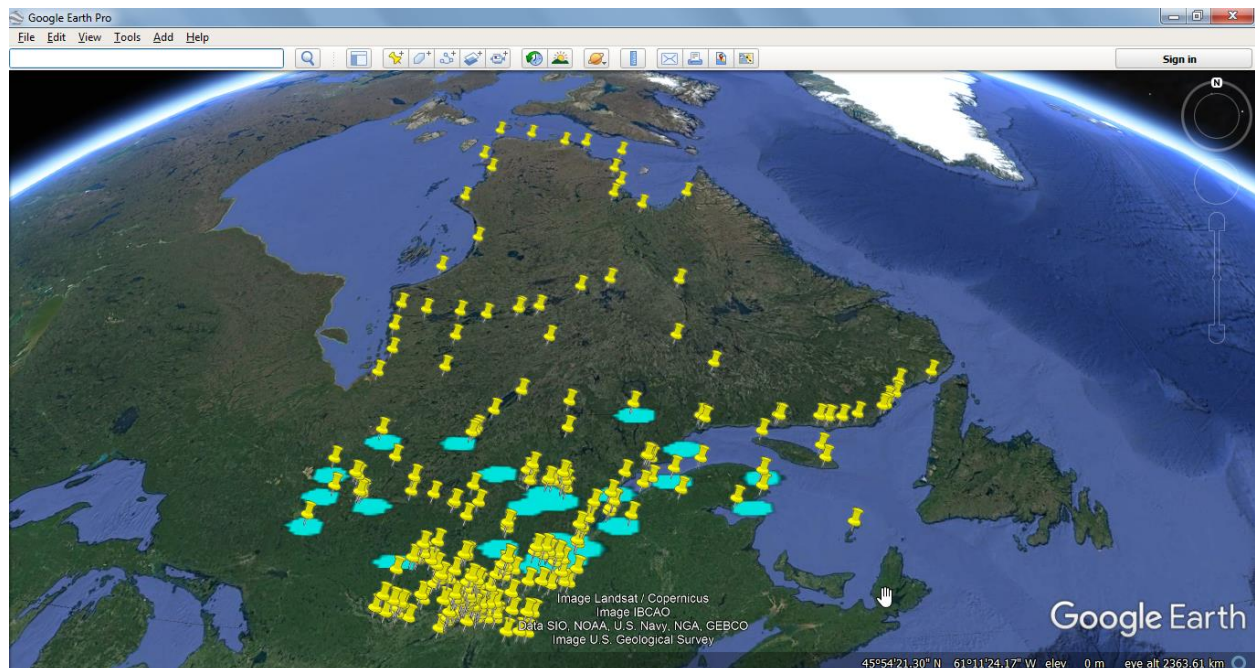 Google Earth Pro
File Edit View Tools Add Help
Sign in
N
Image Landsat / Copernicus
Image IBCAO
Data SIO, NOAA, U.S. Navy, NGA, GEBCO
Image U.S. Geological Survey
Google Earth
45°54'21.30" N 61°11'24.17" W elev 0 m eye alt 2363.61 km